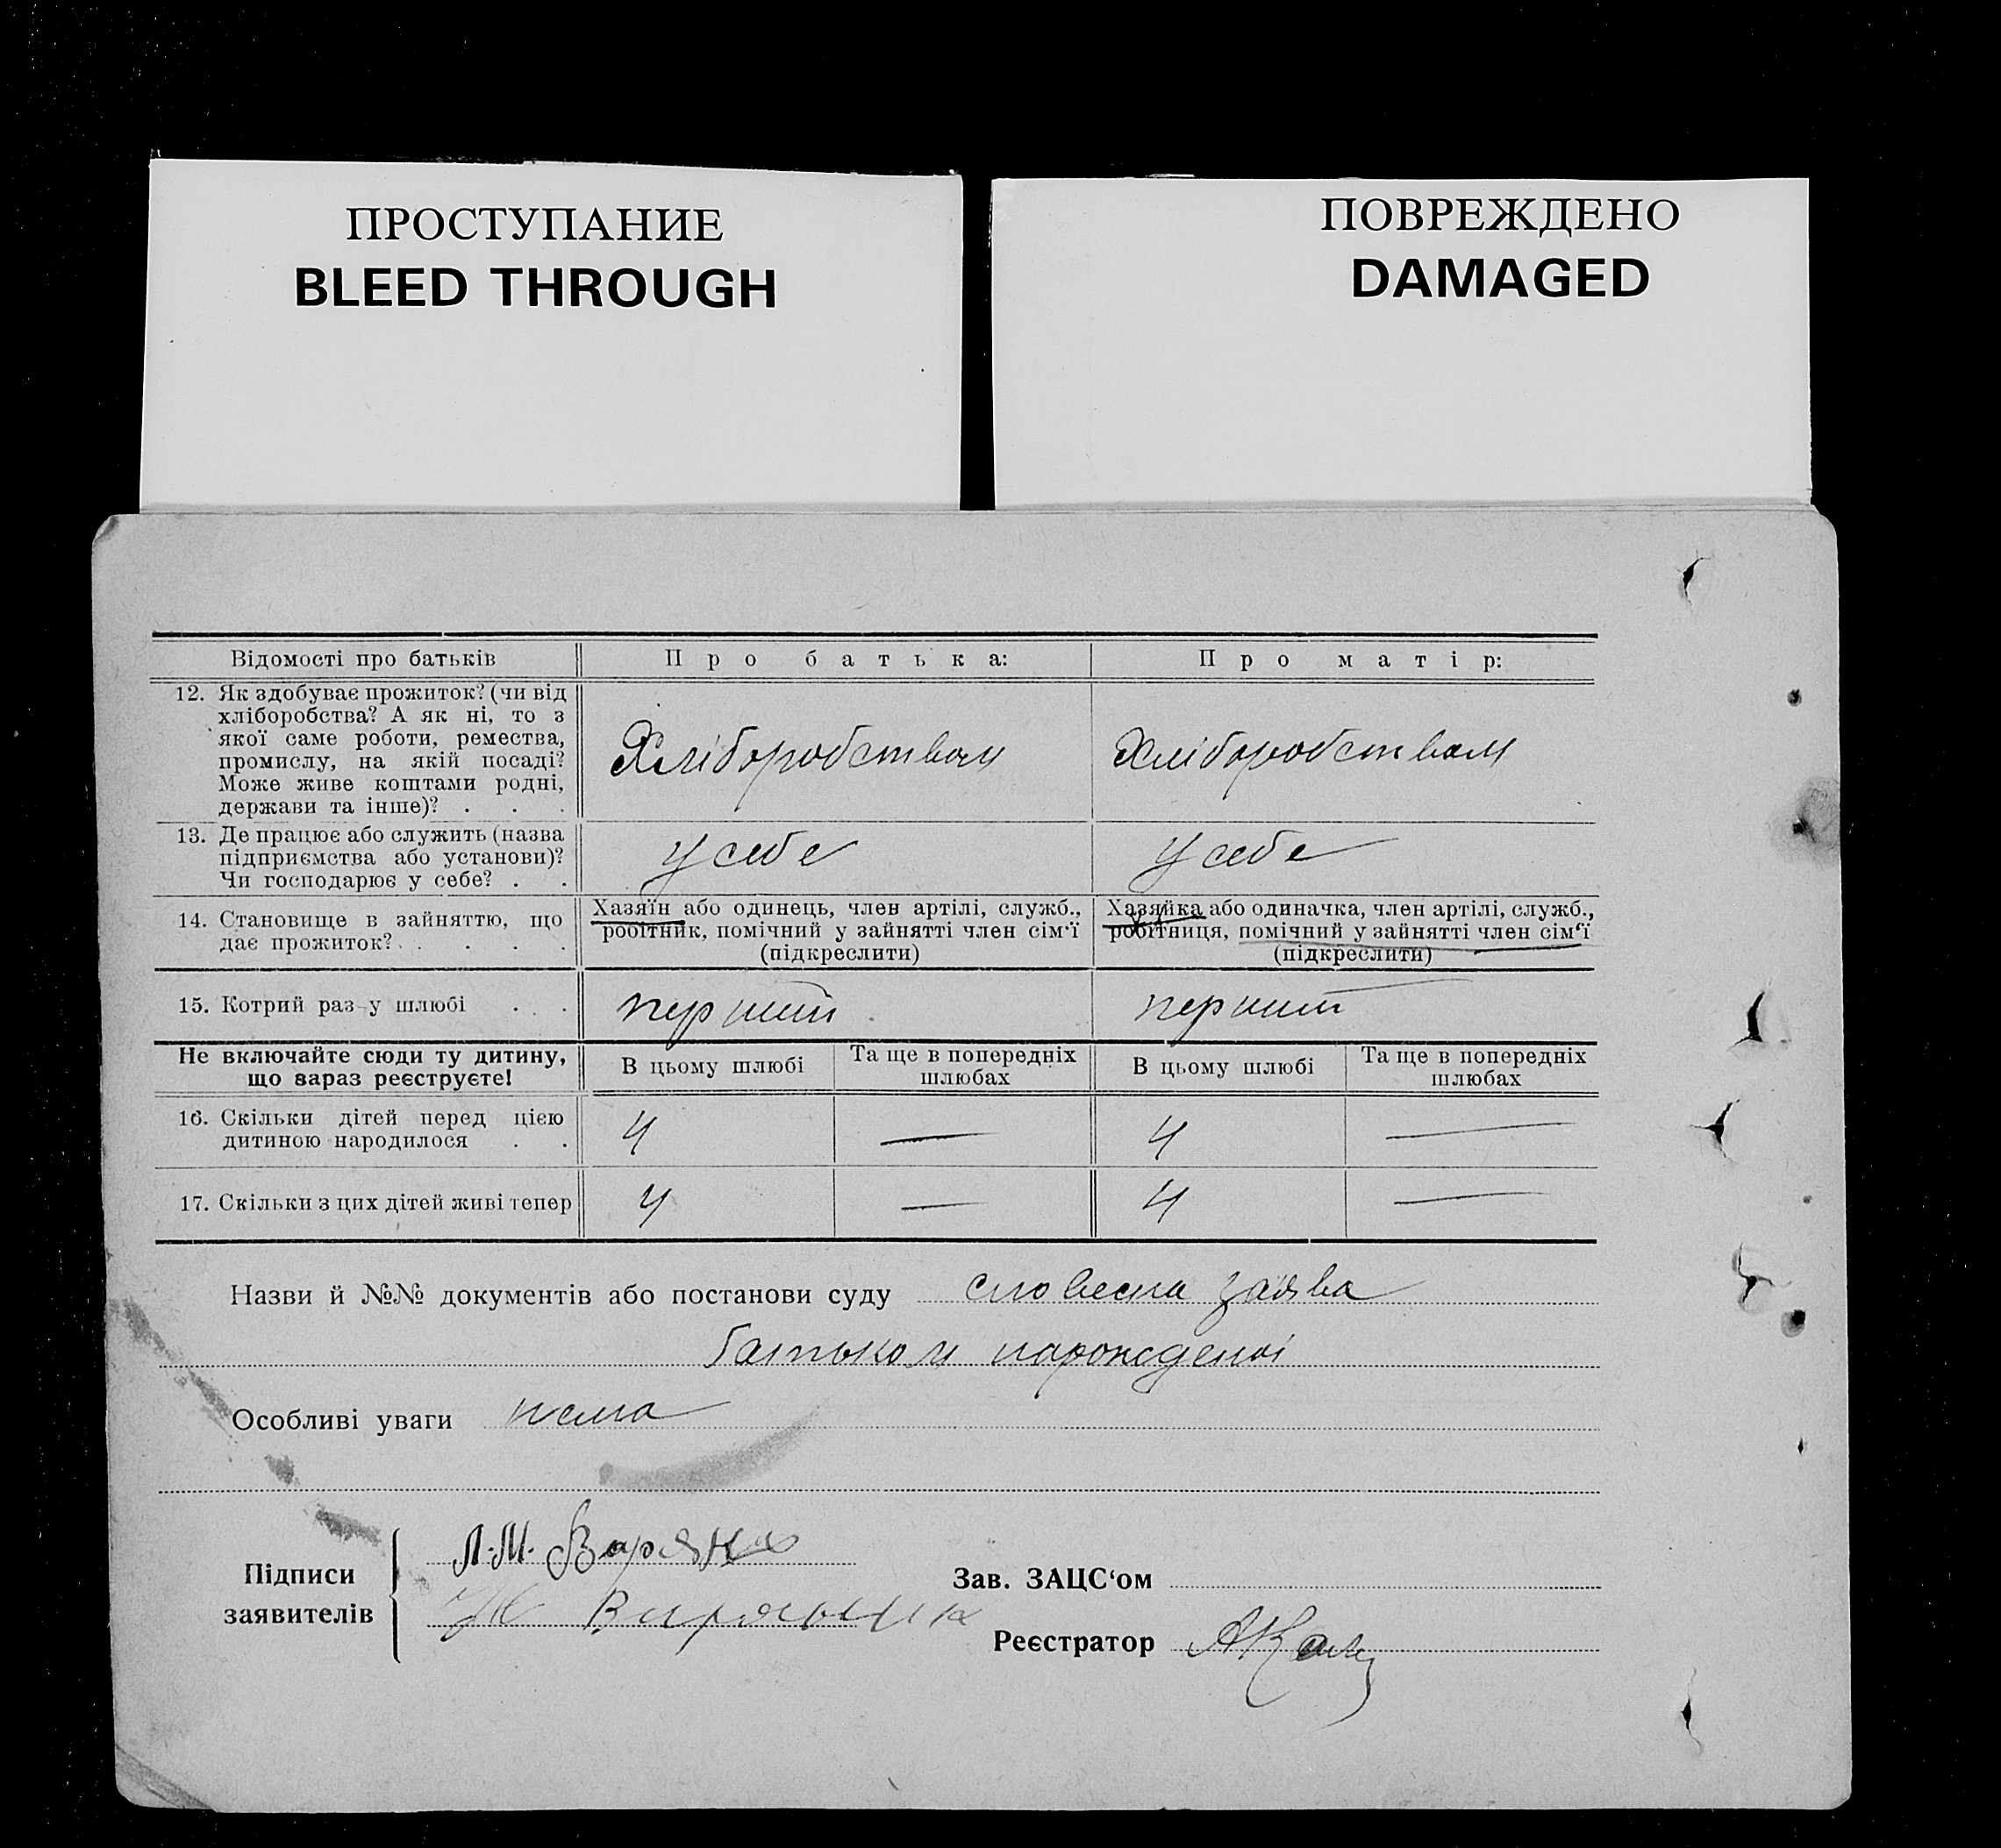 ПРОСТУПАНИЕ
BLEED THROUGH
ПОВРЕЖДЕНО
DAMAGED
Відомості про батьків
Про батька:
Про матір:
12. Як здобуває прожиток? (чи від
хліборобства? А як ні, то з
якої саме роботи, ремества,
промислу, на якій посаді?
Може живе коштами родні,
держави та інше)? . . .
Хліборобством
Хліборобством
13. Де працює або служить (назва
підприємства або установи)?
Чи господарює у себе? . .
у себе
у себе
14. Становище в зайняттю, що
дає прожиток? . . . .
Хазяїн або одинець, член артілі, служб.,
робітник, помічний у зайнятті член сім'ї
(підкреслити)
Хазяйка або одиначка, член артілі, служб.,
робітниця, помічний у зайнятті член сім'ї
(підкреслити)
15. Котрий раз у шлюбі . . .
перший
перший
Не включайте сюди ту дитину,
що зараз реєструєте!
В цьому шлюбі
Та ще в попередніх
шлюбах
В цьому шлюбі
Та ще в попередніх
шлюбах
16. Скільки дітей перед цією
дитиною народилося . .
4
—
4
—
17. Скільки з цих дітей живі тепер
4
—
4
—
Назви й №№ документів або постанови суду словесна заява
батьком нарожденої
Особливі уваги нема
Підписи
заявителів
Л. М.
Зав. ЗАЦС'ом
Реєстратор